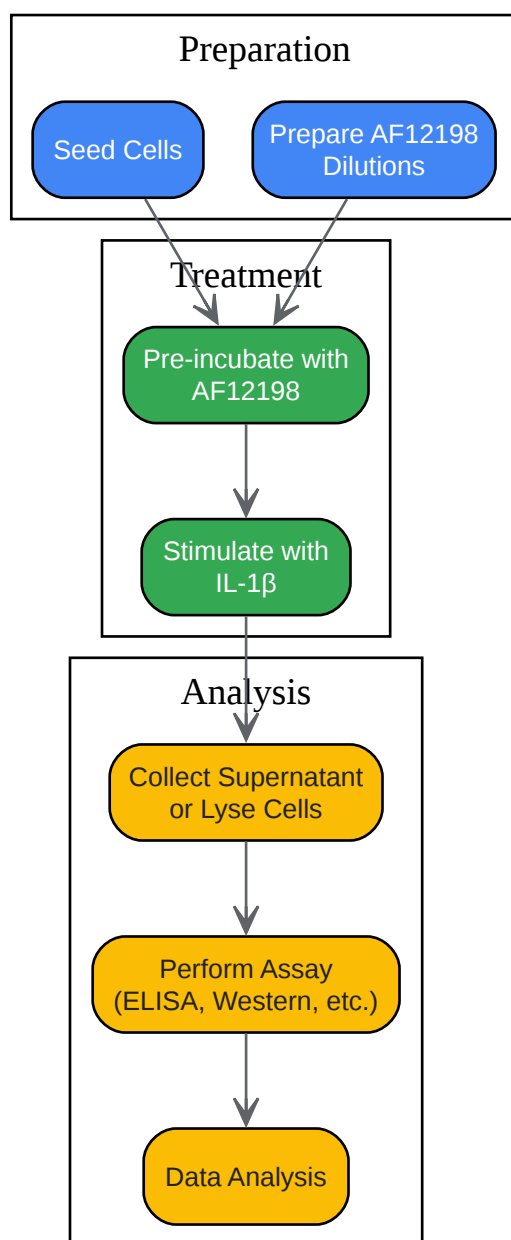 Preparation
Seed Cells
Prepare AF12198
Dilutions
Treatment
Pre-incubate with
AF12198
Stimulate with
IL-1β
Analysis
Collect Supernatant
or Lyse Cells
Perform Assay
(ELISA, Western, etc.)
Data Analysis